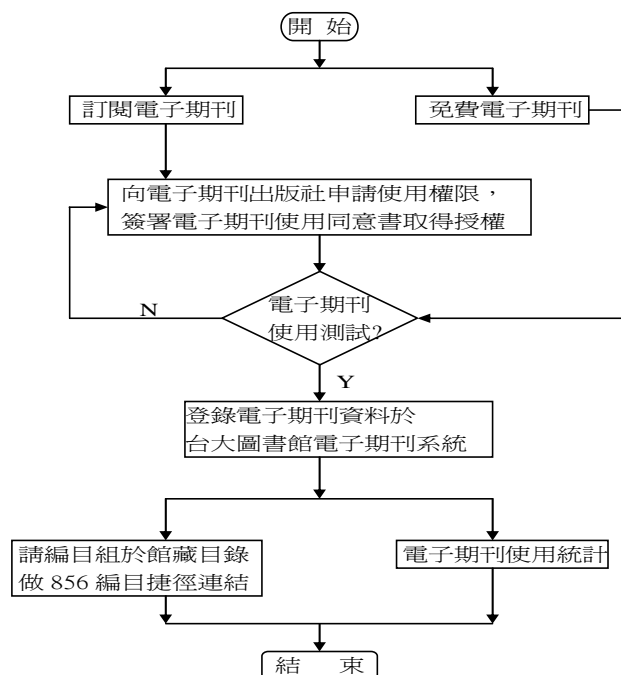 開 始
訂閱電子期刊
免費電子期刊
向電子期刊出版社申請使用權限，
簽署電子期刊使用同意書取得授權
N
電子期刊
使用測試?
Y
登錄電子期刊資料於
台大圖書館電子期刊系統
請編目組於館藏目錄
做 856 編目捷徑連結
電子期刊使用統計
結 束